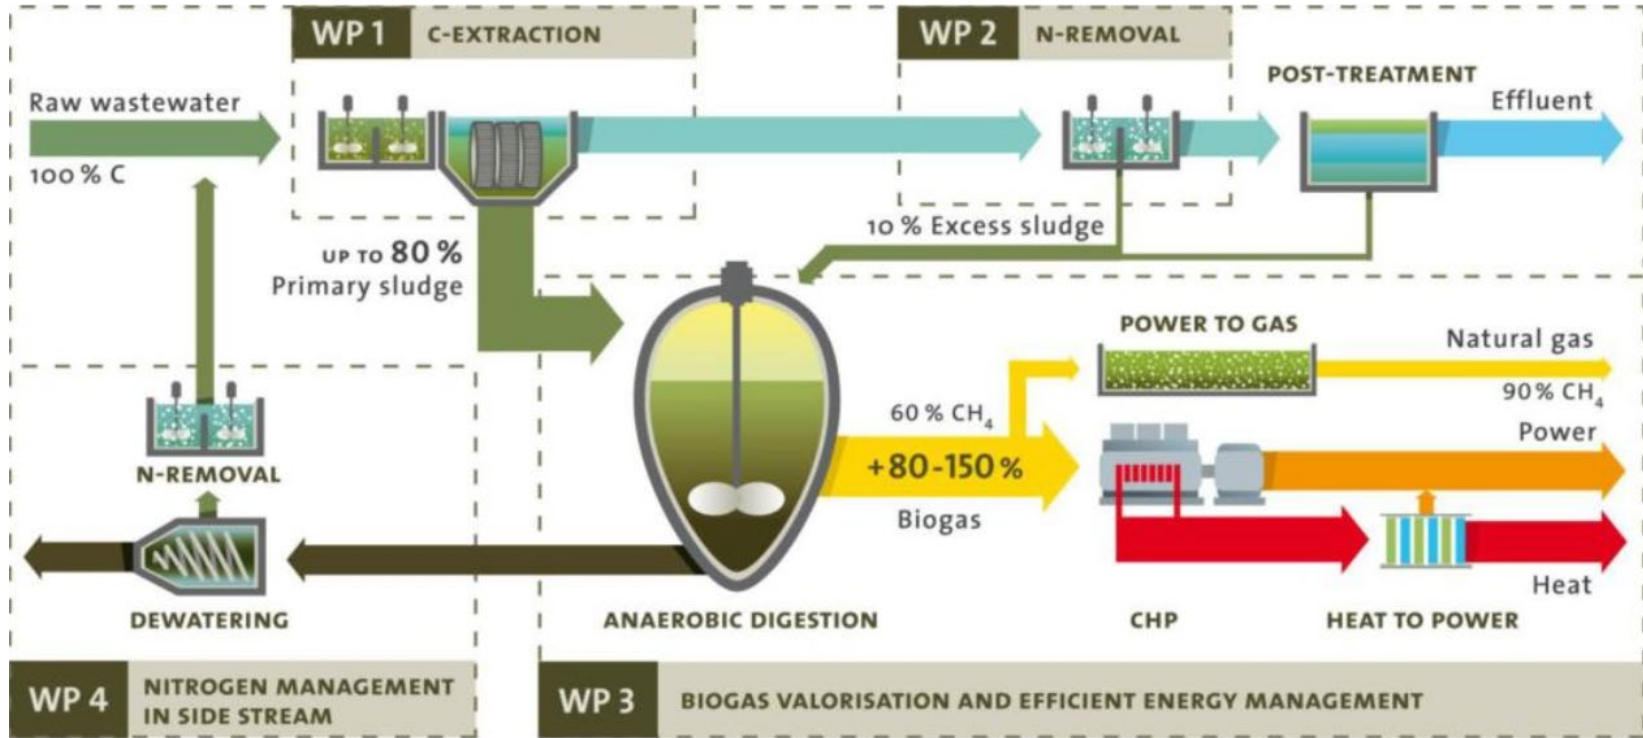 WP 1 C-EXTRACTION
WP 2 N-REMOVAL
POST-TREATMENT
Raw wastewater
100 % C
Effluent
10 % Excess sludge
UP TO 80 %
Primary sludge
POWER TO GAS
Natural gas
90 % CH₄
60 % CH₄
+80-150 %
Biogas
Power
N-REMOVAL
Heat
DEWATERING
ANAEROBIC DIGESTION
CHP
HEAT TO POWER
WP 4 NITROGEN MANAGEMENT
IN SIDE STREAM
WP 3 BIOGAS VALORISATION AND EFFICIENT ENERGY MANAGEMENT